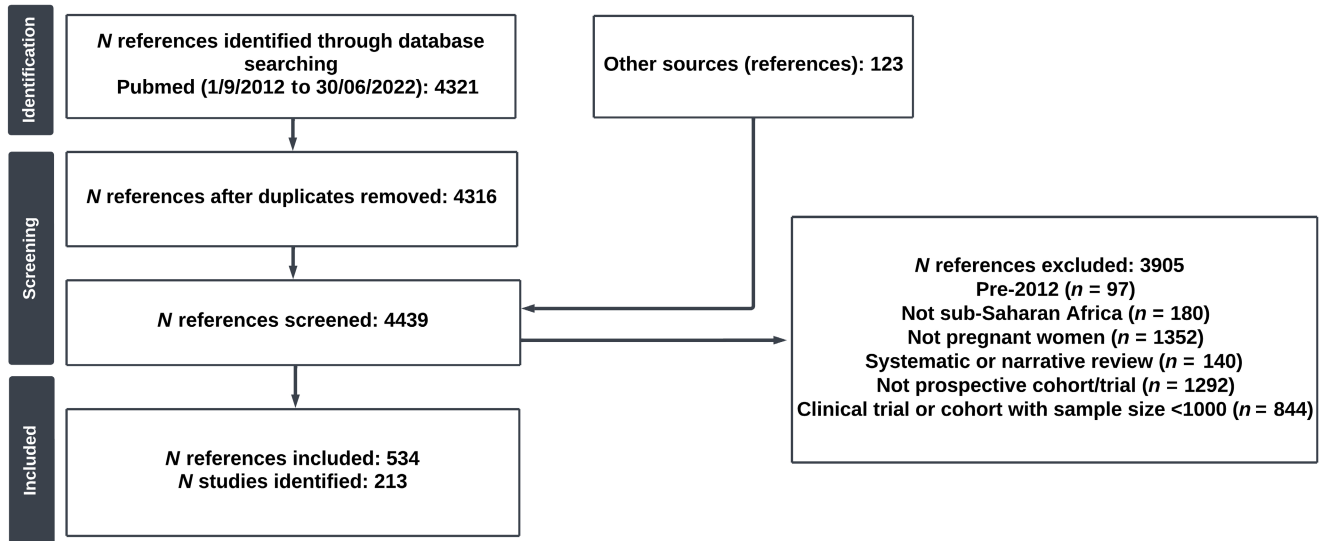 Identification
N references identified through database
searching
Pubmed (1/9/2012 to 30/06/2022): 4321
Other sources (references): 123
Screening
N references after duplicates removed: 4316
N references screened: 4439
N references excluded: 3905
Pre-2012 (n = 97)
Not sub-Saharan Africa (n = 180)
Not pregnant women (n = 1352)
Systematic or narrative review (n = 140)
Not prospective cohort/trial (n = 1292)
Clinical trial or cohort with sample size <1000 (n = 844)
Included
N references included: 534
N studies identified: 213